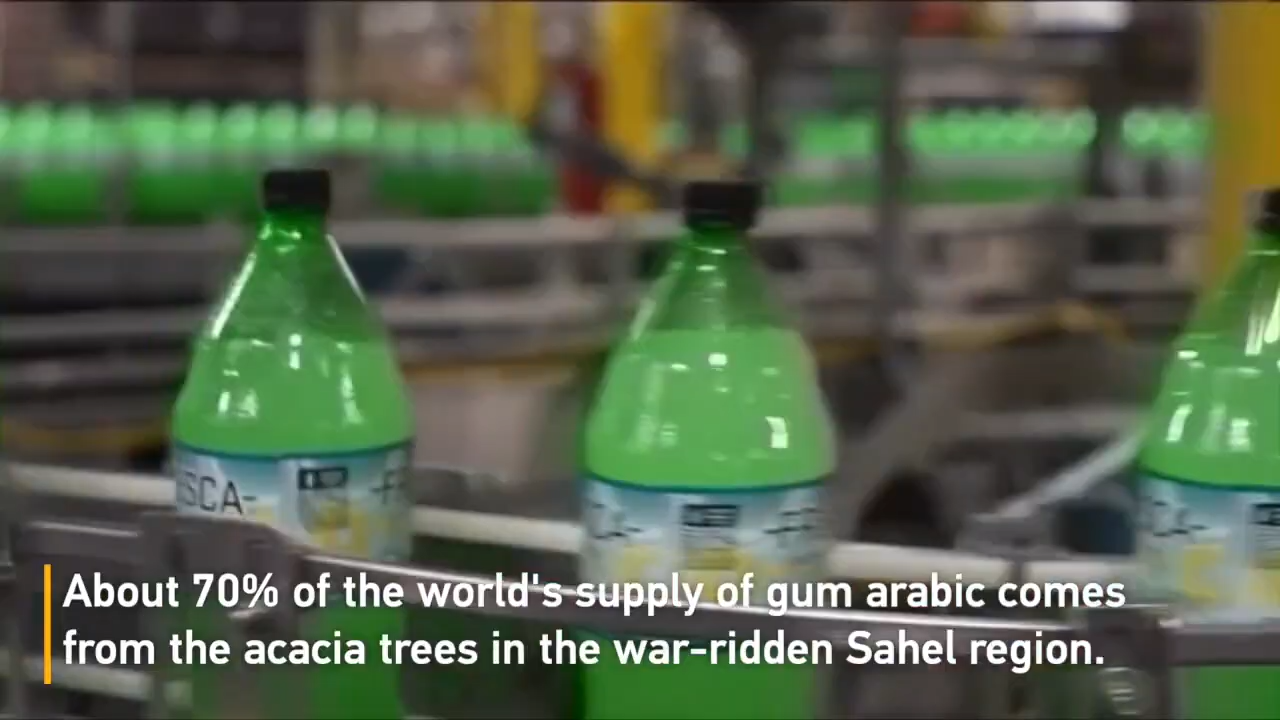 SCA-
About 70% of the world's supply of gum arabic comes
from the acacia trees in the war-ridden Sahel region.